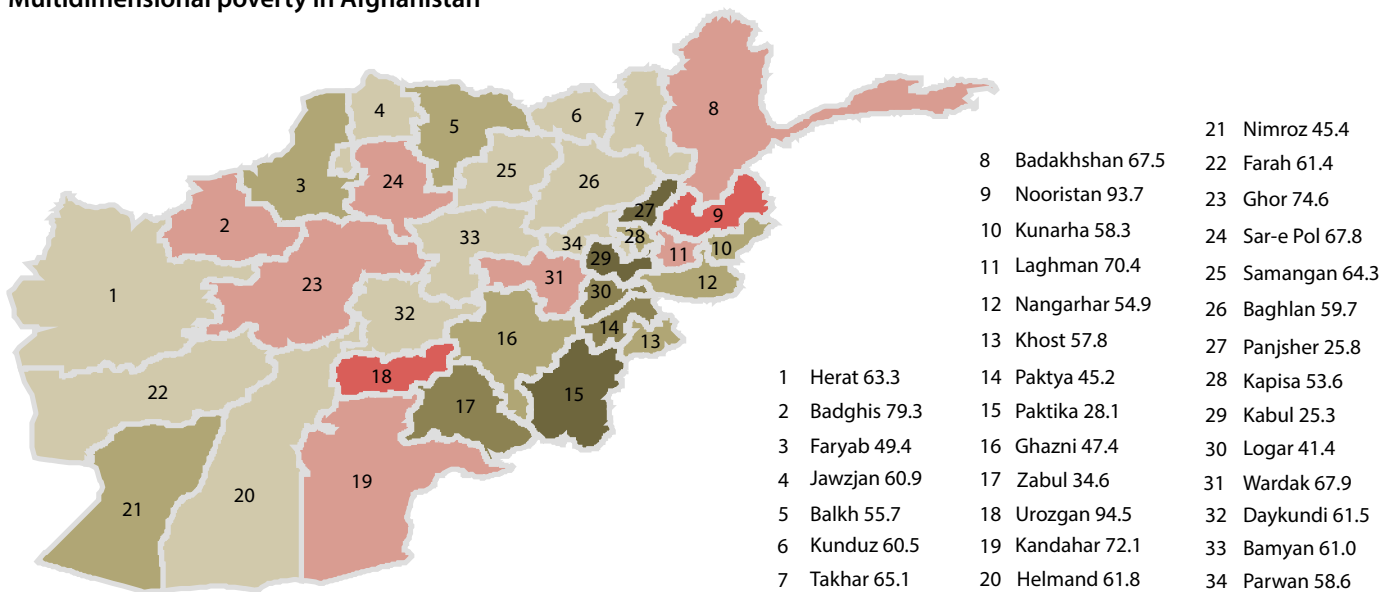 Multidimensional poverty in Afghanistan
1
2
3
4
5
6
7
8
9
10
11
12
13
14
15
16
17
18
19
20
21
22
23
24
25
26
27
28
29
30
31
32
33
34
1 Herat 63.3
2 Badghis 79.3
3 Faryab 49.4
4 Jawzjan 60.9
5 Balkh 55.7
6 Kunduz 60.5
7 Takhar 65.1
8 Badakhshan 67.5
9 Nooristan 93.7
10 Kunarha 58.3
11 Laghman 70.4
12 Nangarhar 54.9
13 Khost 57.8
14 Paktya 45.2
15 Paktika 28.1
16 Ghazni 47.4
17 Zabul 34.6
18 Urozgan 94.5
19 Kandahar 72.1
20 Helmand 61.8
21 Nimroz 45.4
22 Farah 61.4
23 Ghor 74.6
24 Sar-e Pol 67.8
25 Samangan 64.3
26 Baghlan 59.7
27 Panjsher 25.8
28 Kapisa 53.6
29 Kabul 25.3
30 Logar 41.4
31 Wardak 67.9
32 Daykundi 61.5
33 Bamyan 61.0
34 Parwan 58.6